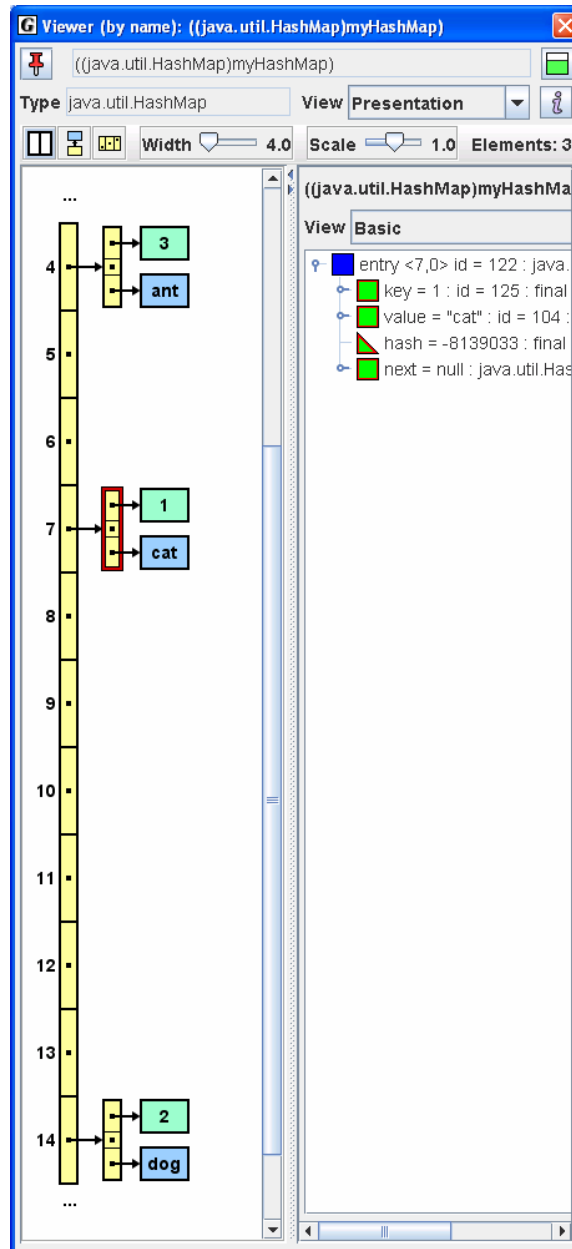 G Viewer (by name): ((java.util.HashMap)myHashMap)
((java.util.HashMap)myHashMap)
Type java.util.HashMap View Presentation
Width 4.0 Scale 1.0 Elements: 3
...
4 3
ant
5
6
7 1
cat
8
9
10
11
12
13
14 2
dog
...
((java.util.HashMap)myHashMa
View Basic
entry <7,0> id = 122 : java.
key = 1 : id = 125 : final
value = "cat" : id = 104 :
hash = -8139033 : final
next = null : java.util.Has